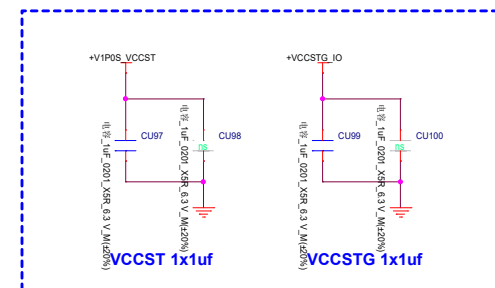 +V1P0S_VCCST
+VCCSTG_IO
电容_1uF_0201_X5R_6.3 V_M(±20%)
CU97
电容_1uF_0201_X5R_6.3 V_M(±20%)
ns
CU98
电容_1uF_0201_X5R_6.3 V_M(±20%)
CU99
电容_1uF_0201_X5R_6.3 V_M(±20%)
ns
CU100
VCCST 1x1uf
VCCSTG 1x1uf